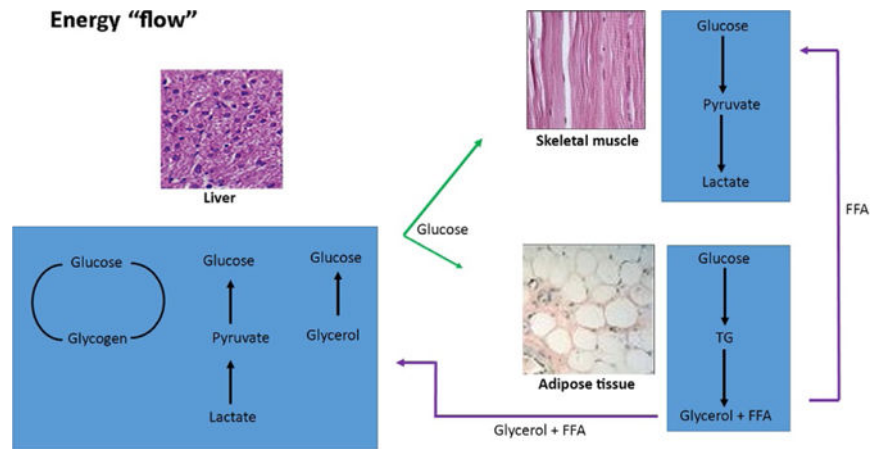 Energy “flow”
Liver
Glucose
Glycogen
Glucose
Pyruvate
Lactate
Glucose
Glycerol
Glucose
Skeletal muscle
Glucose
Pyruvate
Lactate
FFA
Adipose tissue
Glucose
TG
Glycerol + FFA
Glycerol + FFA